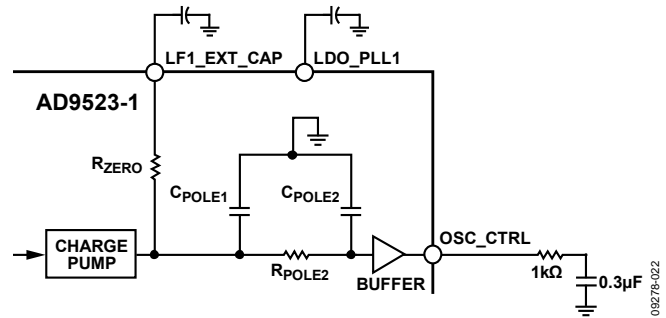 LF1_EXT_CAP
LDO_PLL1
AD9523-1
RZERO
CPOLE1
CPOLE2
CHARGE
PUMP
RPOLE2
BUFFER
OSC_CTRL
1kΩ
0.3µF
09278-022